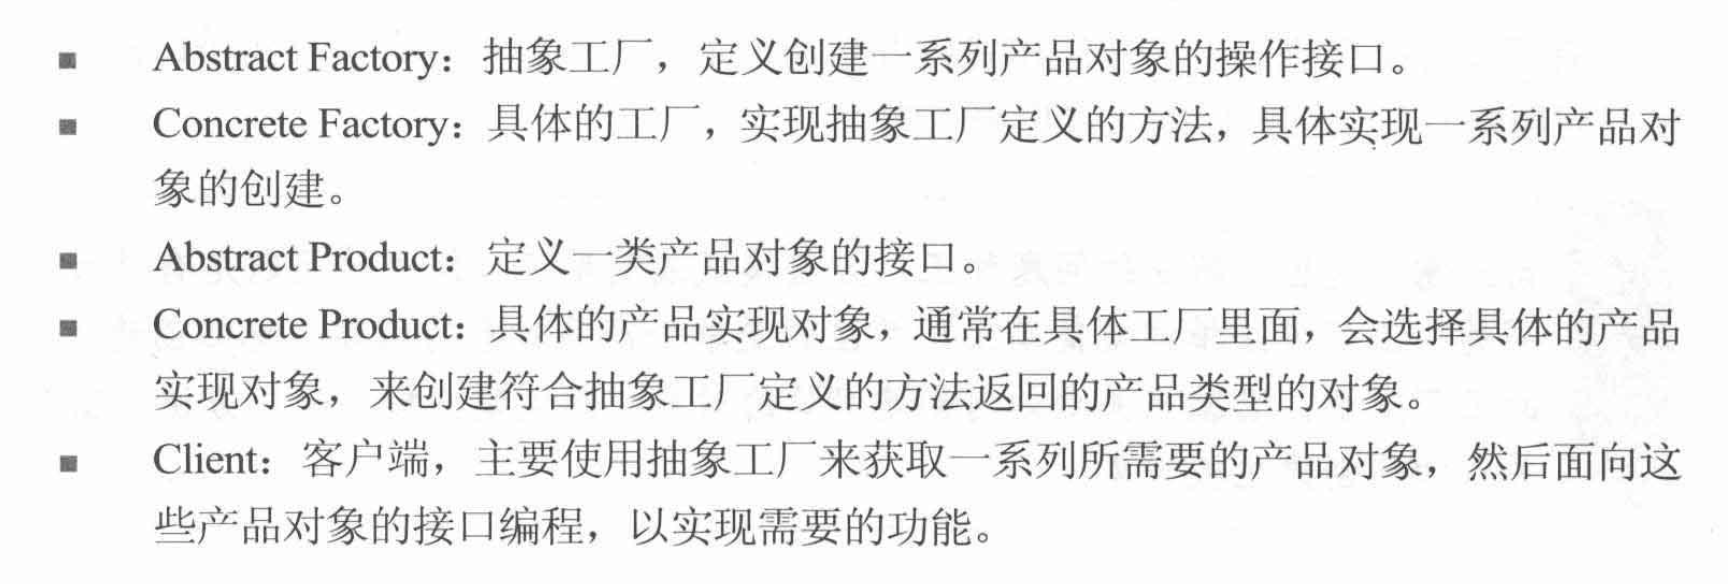 ■ Abstract Factory：抽象工厂，定义创建一系列产品对象的操作接口。
■ Concrete Factory：具体的工厂，实现抽象工厂定义的方法，具体实现一系列产品对
象的创建。
■ Abstract Product：定义一类产品对象的接口。
■ Concrete Product：具体的产品实现对象，通常在具体工厂里面，会选择具体的产品
实现对象，来创建符合抽象工厂定义的方法返回的产品类型的对象。
■ Client：客户端，主要使用抽象工厂来获取一系列所需要的产品对象，然后面向这
些产品对象的接口编程，以实现需要的功能。